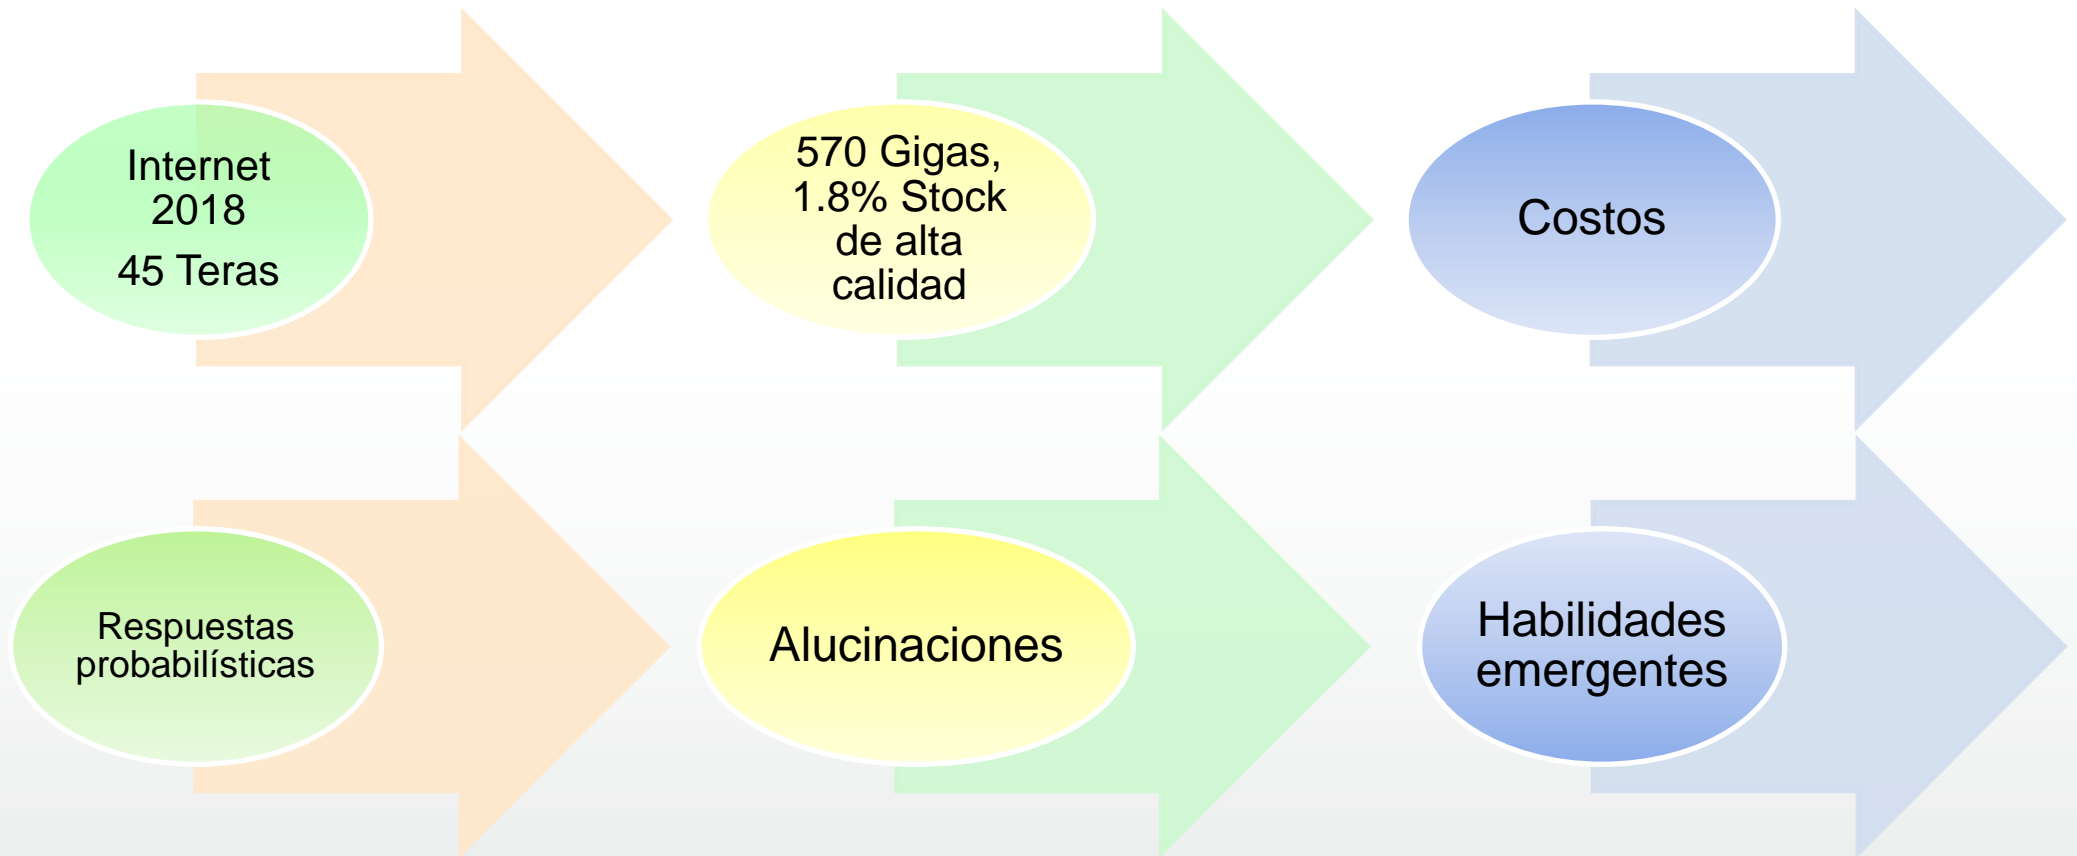 Internet
2018
45 Teras
570 Gigas,
1.8% Stock
de alta
calidad
Costos
Respuestas
probabilísticas
Alucinaciones
Habilidades
emergentes